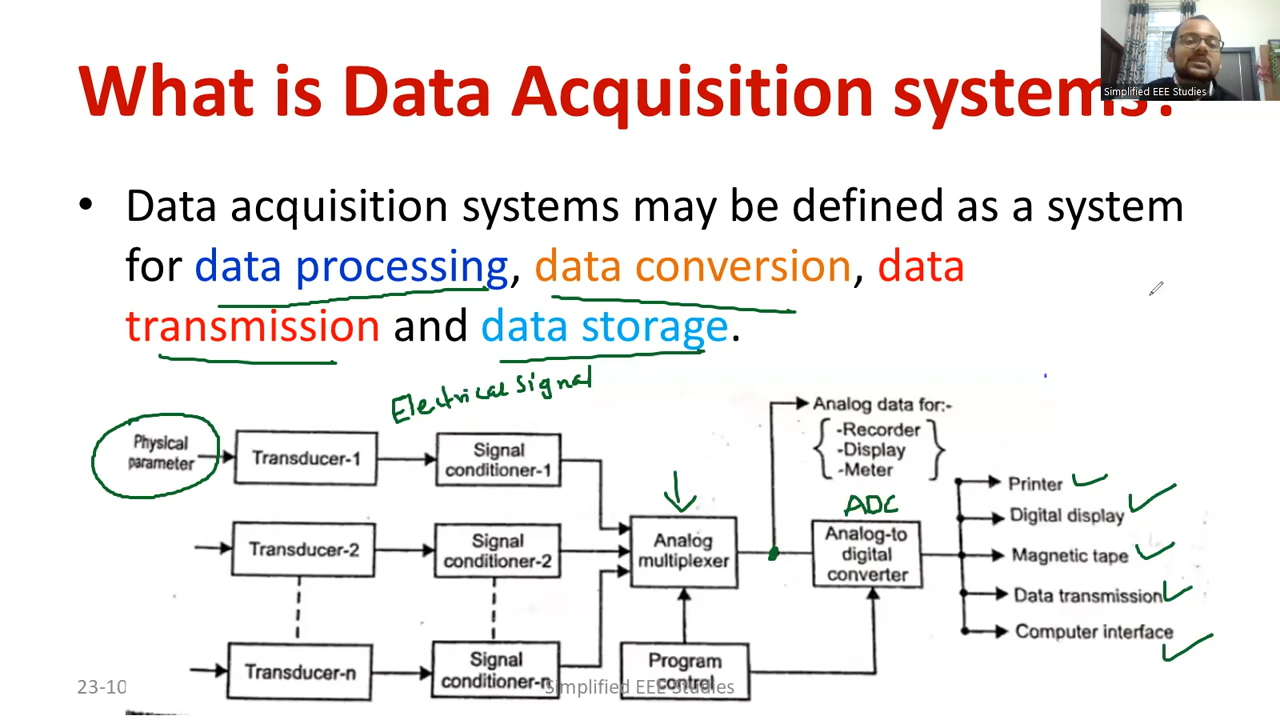 What is Data Acquisition systems?
Simplified EEE Studies
• Data acquisition systems may be defined as a system
for data processing, data conversion, data
transmission and data storage.
Electrical signal
Physical
parameter
Transducer-1
Signal
conditioner-1
Transducer-2
Signal
conditioner-2
Transducer-n
Signal
conditioner-n
Analog
multiplexer
Program
control
Analog data for:-
-Recorder
-Display
-Meter
ADC
Analog-to
digital
converter
Printer
Digital display
Magnetic tape
Data transmission
Computer interface
23-10
Simplified EEE Studies